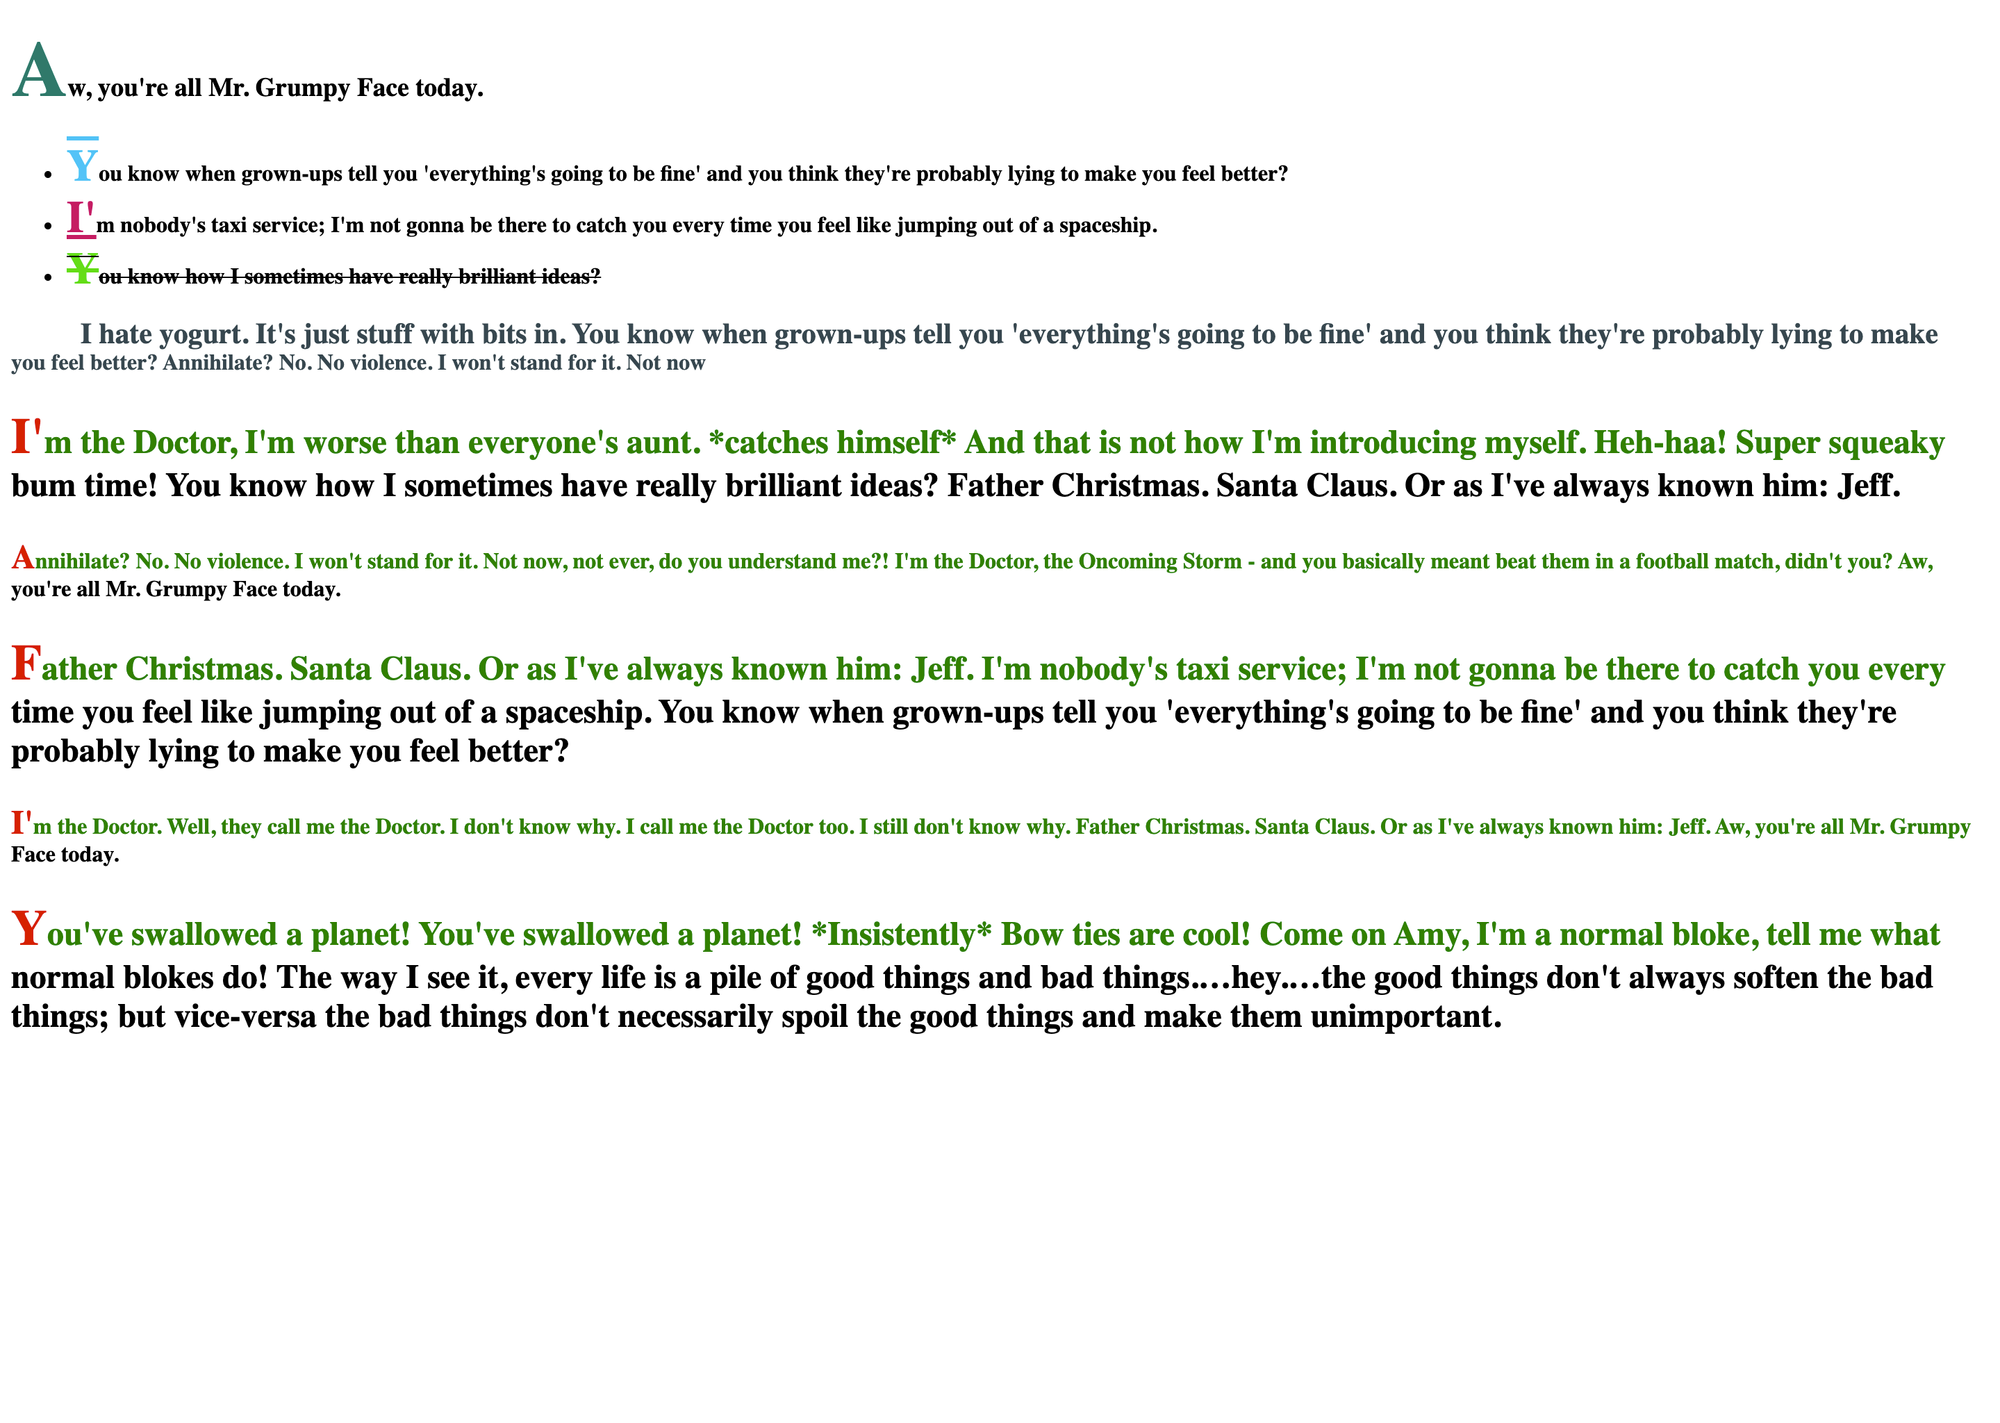 Aw, you're all Mr. Grumpy Face today.
• You know when grown-ups tell you 'everything's going to be fine' and you think they're probably lying to make you feel better?
• I'm nobody's taxi service; I'm not gonna be there to catch you every time you feel like jumping out of a spaceship.
• You know how I sometimes have really brilliant ideas?
I hate yogurt. It's just stuff with bits in. You know when grown-ups tell you 'everything's going to be fine' and you think they're probably lying to make
you feel better? Annihilate? No. No violence. I won't stand for it. Not now
I'm the Doctor, I'm worse than everyone's aunt. *catches himself* And that is not how I'm introducing myself. Heh-haa! Super squeaky
bum time! You know how I sometimes have really brilliant ideas? Father Christmas. Santa Claus. Or as I've always known him: Jeff.
Annihilate? No. No violence. I won't stand for it. Not now, not ever, do you understand me?! I'm the Doctor, the Oncoming Storm - and you basically meant beat them in a football match, didn't you? Aw,
you're all Mr. Grumpy Face today.
Father Christmas. Santa Claus. Or as I've always known him: Jeff. I'm nobody's taxi service; I'm not gonna be there to catch you every
time you feel like jumping out of a spaceship. You know when grown-ups tell you 'everything's going to be fine' and you think they're
probably lying to make you feel better?
I'm the Doctor. Well, they call me the Doctor. I don't know why. I call me the Doctor too. I still don't know why. Father Christmas. Santa Claus. Or as I've always known him: Jeff. Aw, you're all Mr. Grumpy
Face today.
You've swallowed a planet! You've swallowed a planet! *Insistently* Bow ties are cool! Come on Amy, I'm a normal bloke, tell me what
normal blokes do! The way I see it, every life is a pile of good things and bad things.…hey.…the good things don't always soften the bad
things; but vice-versa the bad things don't necessarily spoil the good things and make them unimportant.